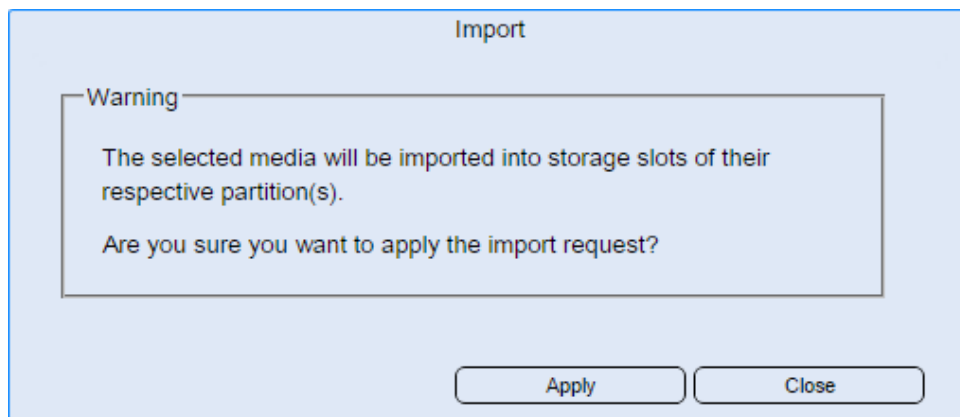 Import
Warning
The selected media will be imported into storage slots of their
respective partition(s).
Are you sure you want to apply the import request?
Apply
Close